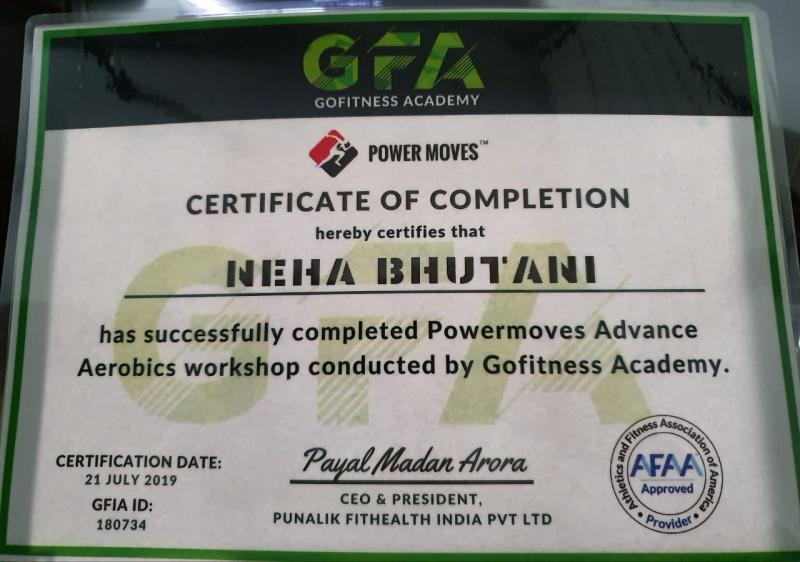 GFA
GOFITNESS ACADEMY
POWER MOVES™
CERTIFICATE OF COMPLETION
hereby certifies that
NEHA BHUTANI
has successfully completed Powermoves Advance
Aerobics workshop conducted by Gofitness Academy.
CERTIFICATION DATE:
21 JULY 2019
GFIA ID:
180734
Payal Madan Arora
CEO & PRESIDENT,
PUNALIK FITHEALTH INDIA PVT LTD
Athletics and Fitness Association of America
AFAA
Approved
• Provider •